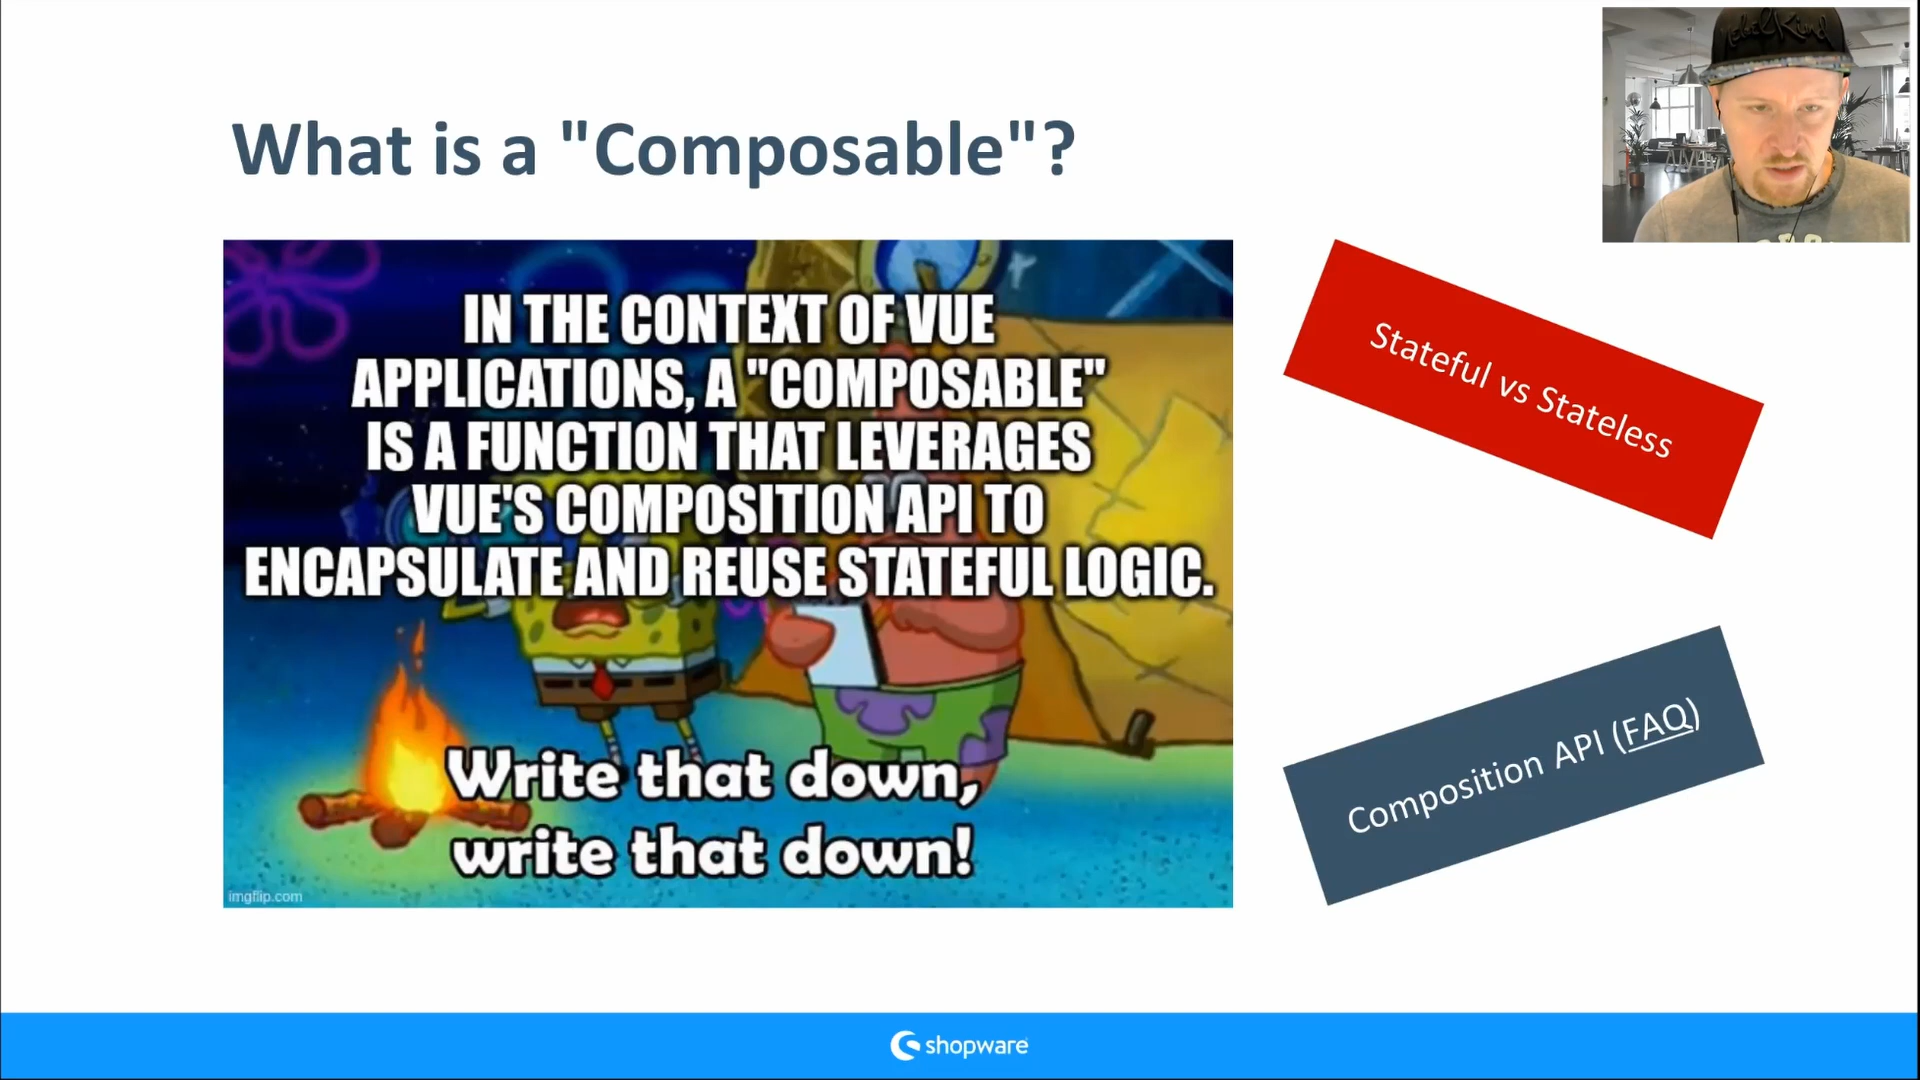 What is a "Composable"?
IN THE CONTEXT OF VUE
APPLICATIONS, A "COMPOSABLE"
IS A FUNCTION THAT LEVERAGES
VUE'S COMPOSITION API TO
ENCAPSULATE AND REUSE STATEFUL LOGIC.
Write that down,
write that down!
imgflip.com
Stateful vs Stateless
Composition API (FAQ)
shopware